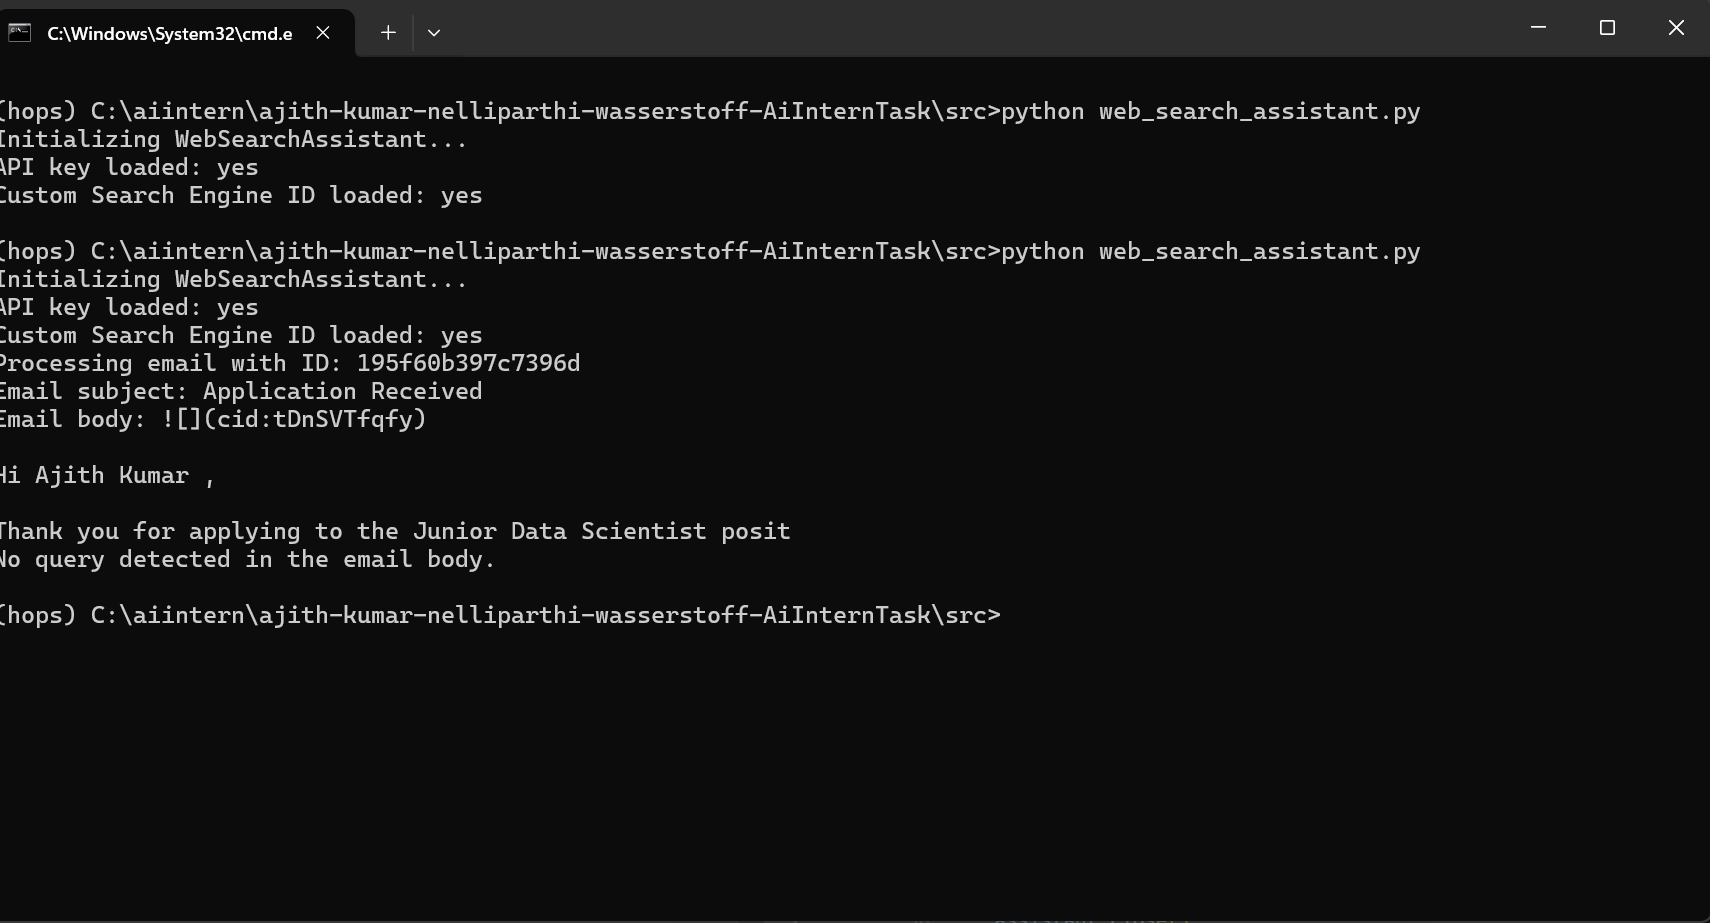 C:\Windows\System32\cmd.e
(hops) C:\aiintern\ajith-kumar-nelliparthi-wasserstoff-AiInternTask\src>python web_search_assistant.py
Initializing WebSearchAssistant...
API key loaded: yes
Custom Search Engine ID loaded: yes
(hops) C:\aiintern\ajith-kumar-nelliparthi-wasserstoff-AiInternTask\src>python web_search_assistant.py
Initializing WebSearchAssistant...
API key loaded: yes
Custom Search Engine ID loaded: yes
Processing email with ID: 195f60b397c7396d
Email subject: Application Received
Email body: ![](cid:tDnSVTfqfy)
Hi Ajith Kumar ,
Thank you for applying to the Junior Data Scientist posit
No query detected in the email body.
(hops) C:\aiintern\ajith-kumar-nelliparthi-wasserstoff-AiInternTask\src>